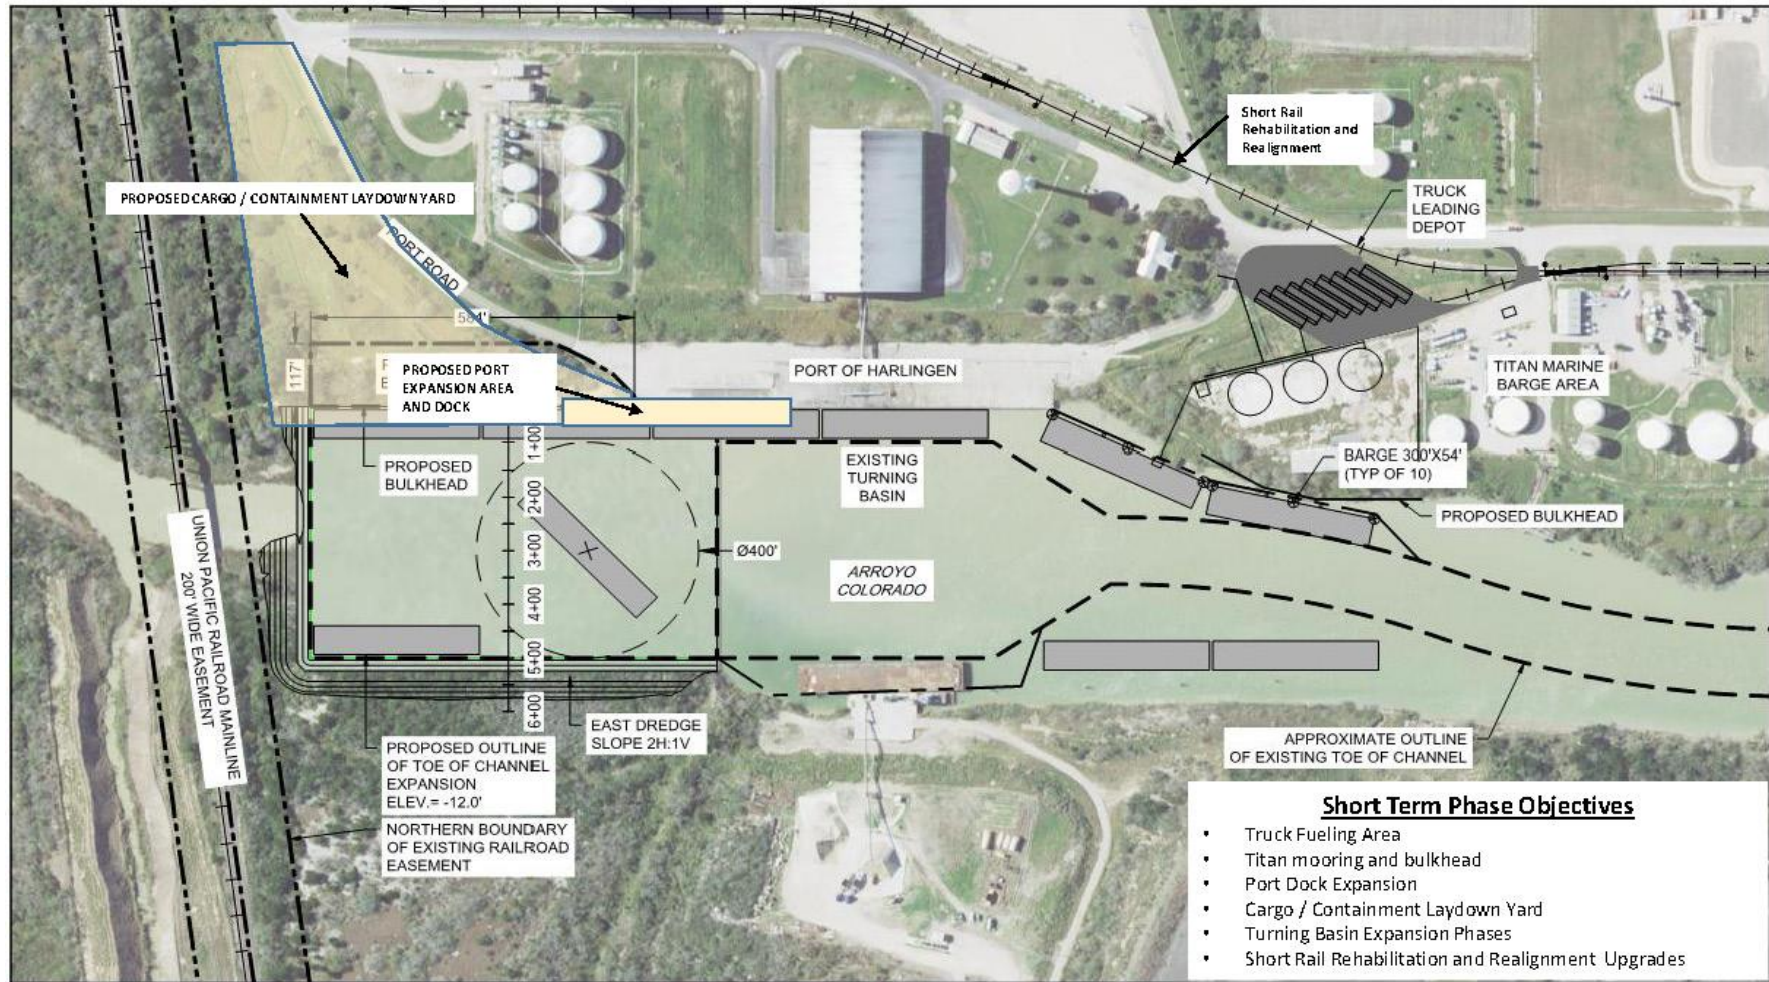 Short Rail
Rehabilitation and
Realignment
PROPOSED CARGO / CONTAINMENT LAYDOWN YARD
TRUCK
LEADING
DEPOT
PORT ROAD
584'
117'
PROPOSED PORT
EXPANSION AREA
AND DOCK
PORT OF HARLINGEN
TITAN MARINE
BARGE AREA
PROPOSED
BULKHEAD
EXISTING
TURNING
BASIN
BARGE 300'X54'
(TYP OF 10)
PROPOSED BULKHEAD
1+00
2+00
3+00
4+00
5+00
6+00
Ø400'
ARROYO
COLORADO
UNION PACIFIC RAILROAD MAINLINE
200' WIDE EASEMENT
EAST DREDGE
SLOPE 2H:1V
PROPOSED OUTLINE
OF TOE OF CHANNEL
EXPANSION
ELEV.= -12.0'
NORTHERN BOUNDARY
OF EXISTING RAILROAD
EASEMENT
APPROXIMATE OUTLINE
OF EXISTING TOE OF CHANNEL
Short Term Phase Objectives
• Truck Fueling Area
• Titan mooring and bulkhead
• Port Dock Expansion
• Cargo / Containment Laydown Yard
• Turning Basin Expansion Phases
• Short Rail Rehabilitation and Realignment Upgrades